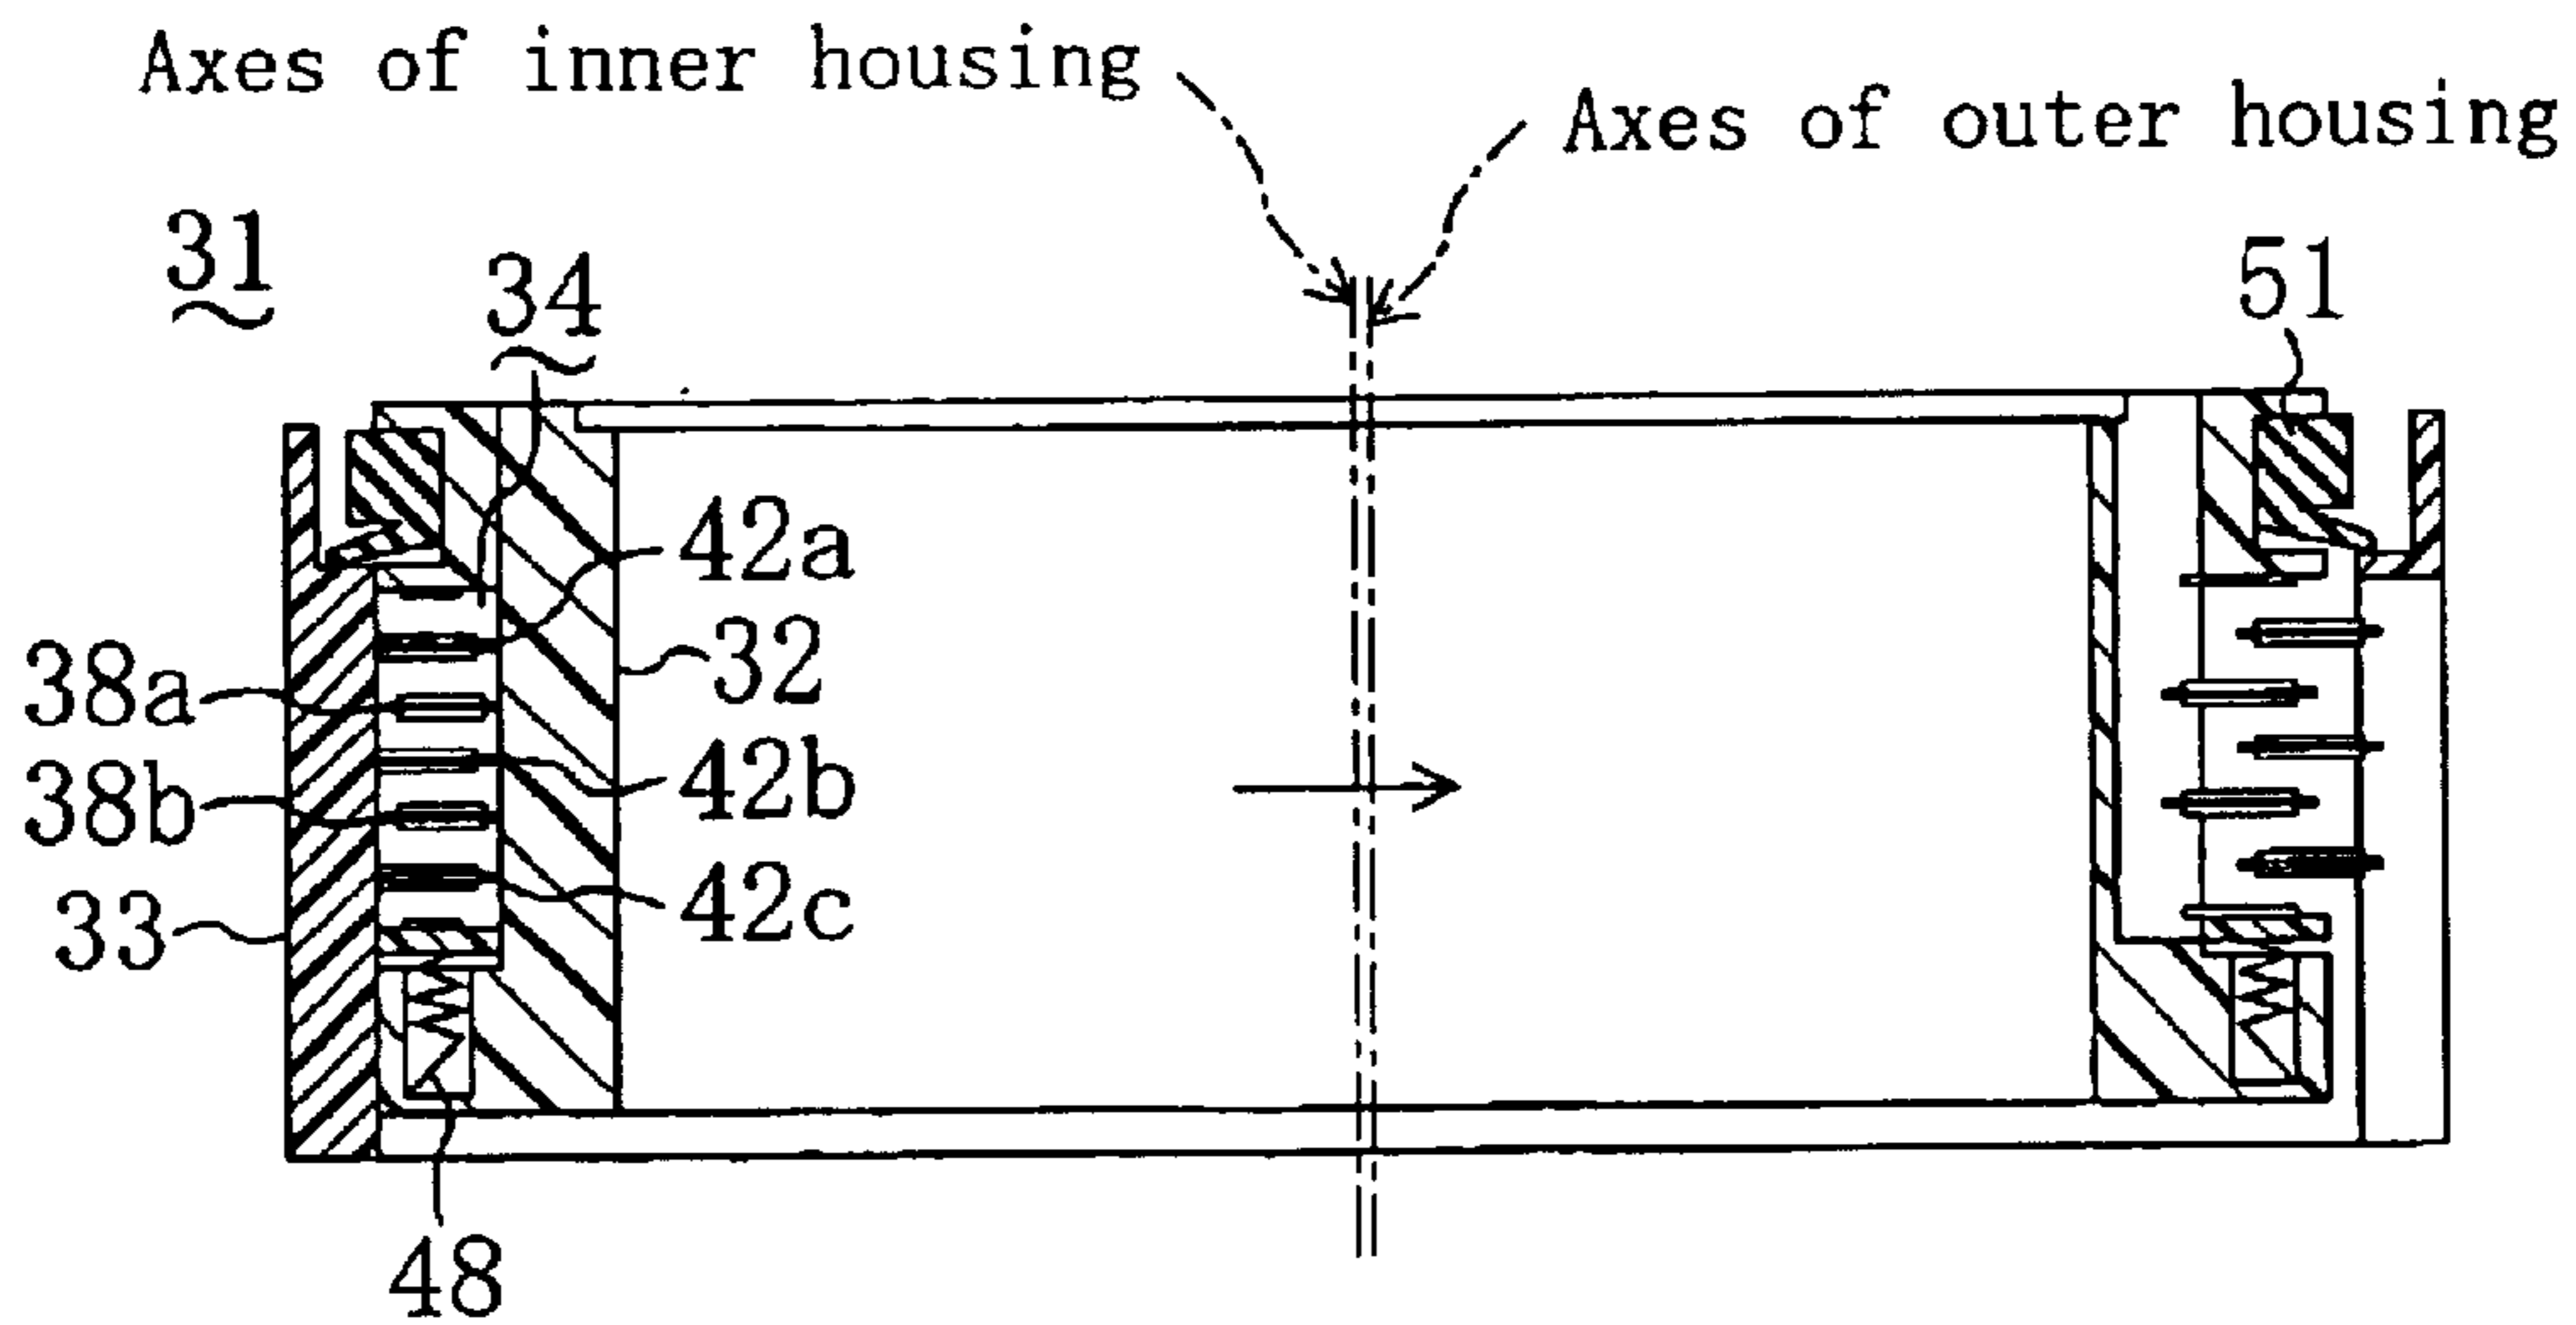 Axes of inner housing
Axes of outer housing
31
34
51
42a
32
38a
42b
38b
42c
33
48